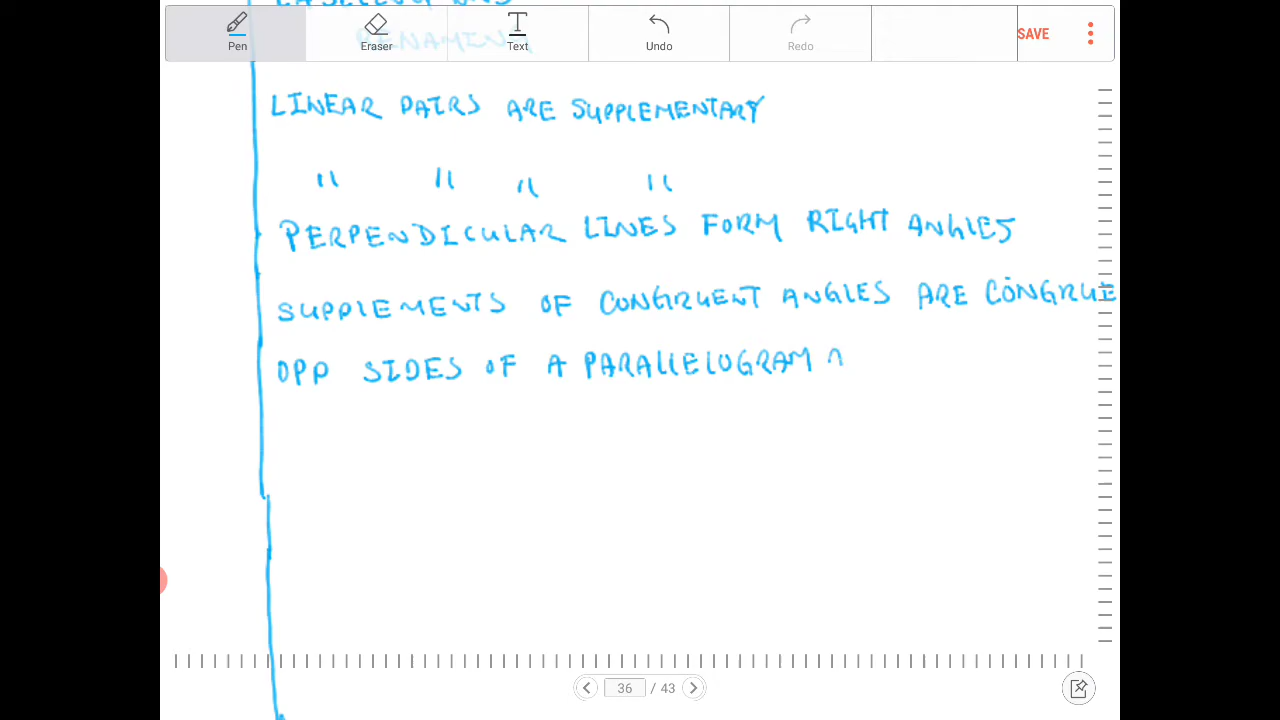 Pen
Eraser
Text
Undo
Redo
SAVE
LINEAR PAIRS ARE SUPPLEMENTARY
" " " "
PERPENDICULAR LINES FORM RIGHT ANGLES
SUPPLEMENTS OF CONGRUENT ANGLES ARE CONGRUE
OPP SIDES OF A PARALLELOGRAM
36 / 43